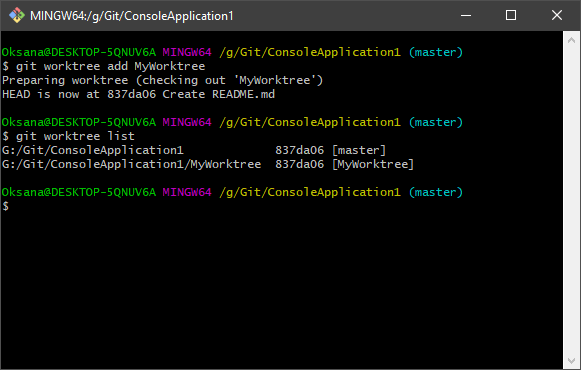 MINGW64:/g/Git/ConsoleApplication1
Oksana@DESKTOP-5QNUV6A MINGW64 /g/Git/ConsoleApplication1 (master)
$ git worktree add MyWorktree
Preparing worktree (checking out 'MyWorktree')
HEAD is now at 837da06 Create README.md
Oksana@DESKTOP-5QNUV6A MINGW64 /g/Git/ConsoleApplication1 (master)
$ git worktree list
G:/Git/ConsoleApplication1             837da06 [master]
G:/Git/ConsoleApplication1/MyWorktree  837da06 [MyWorktree]
Oksana@DESKTOP-5QNUV6A MINGW64 /g/Git/ConsoleApplication1 (master)
$